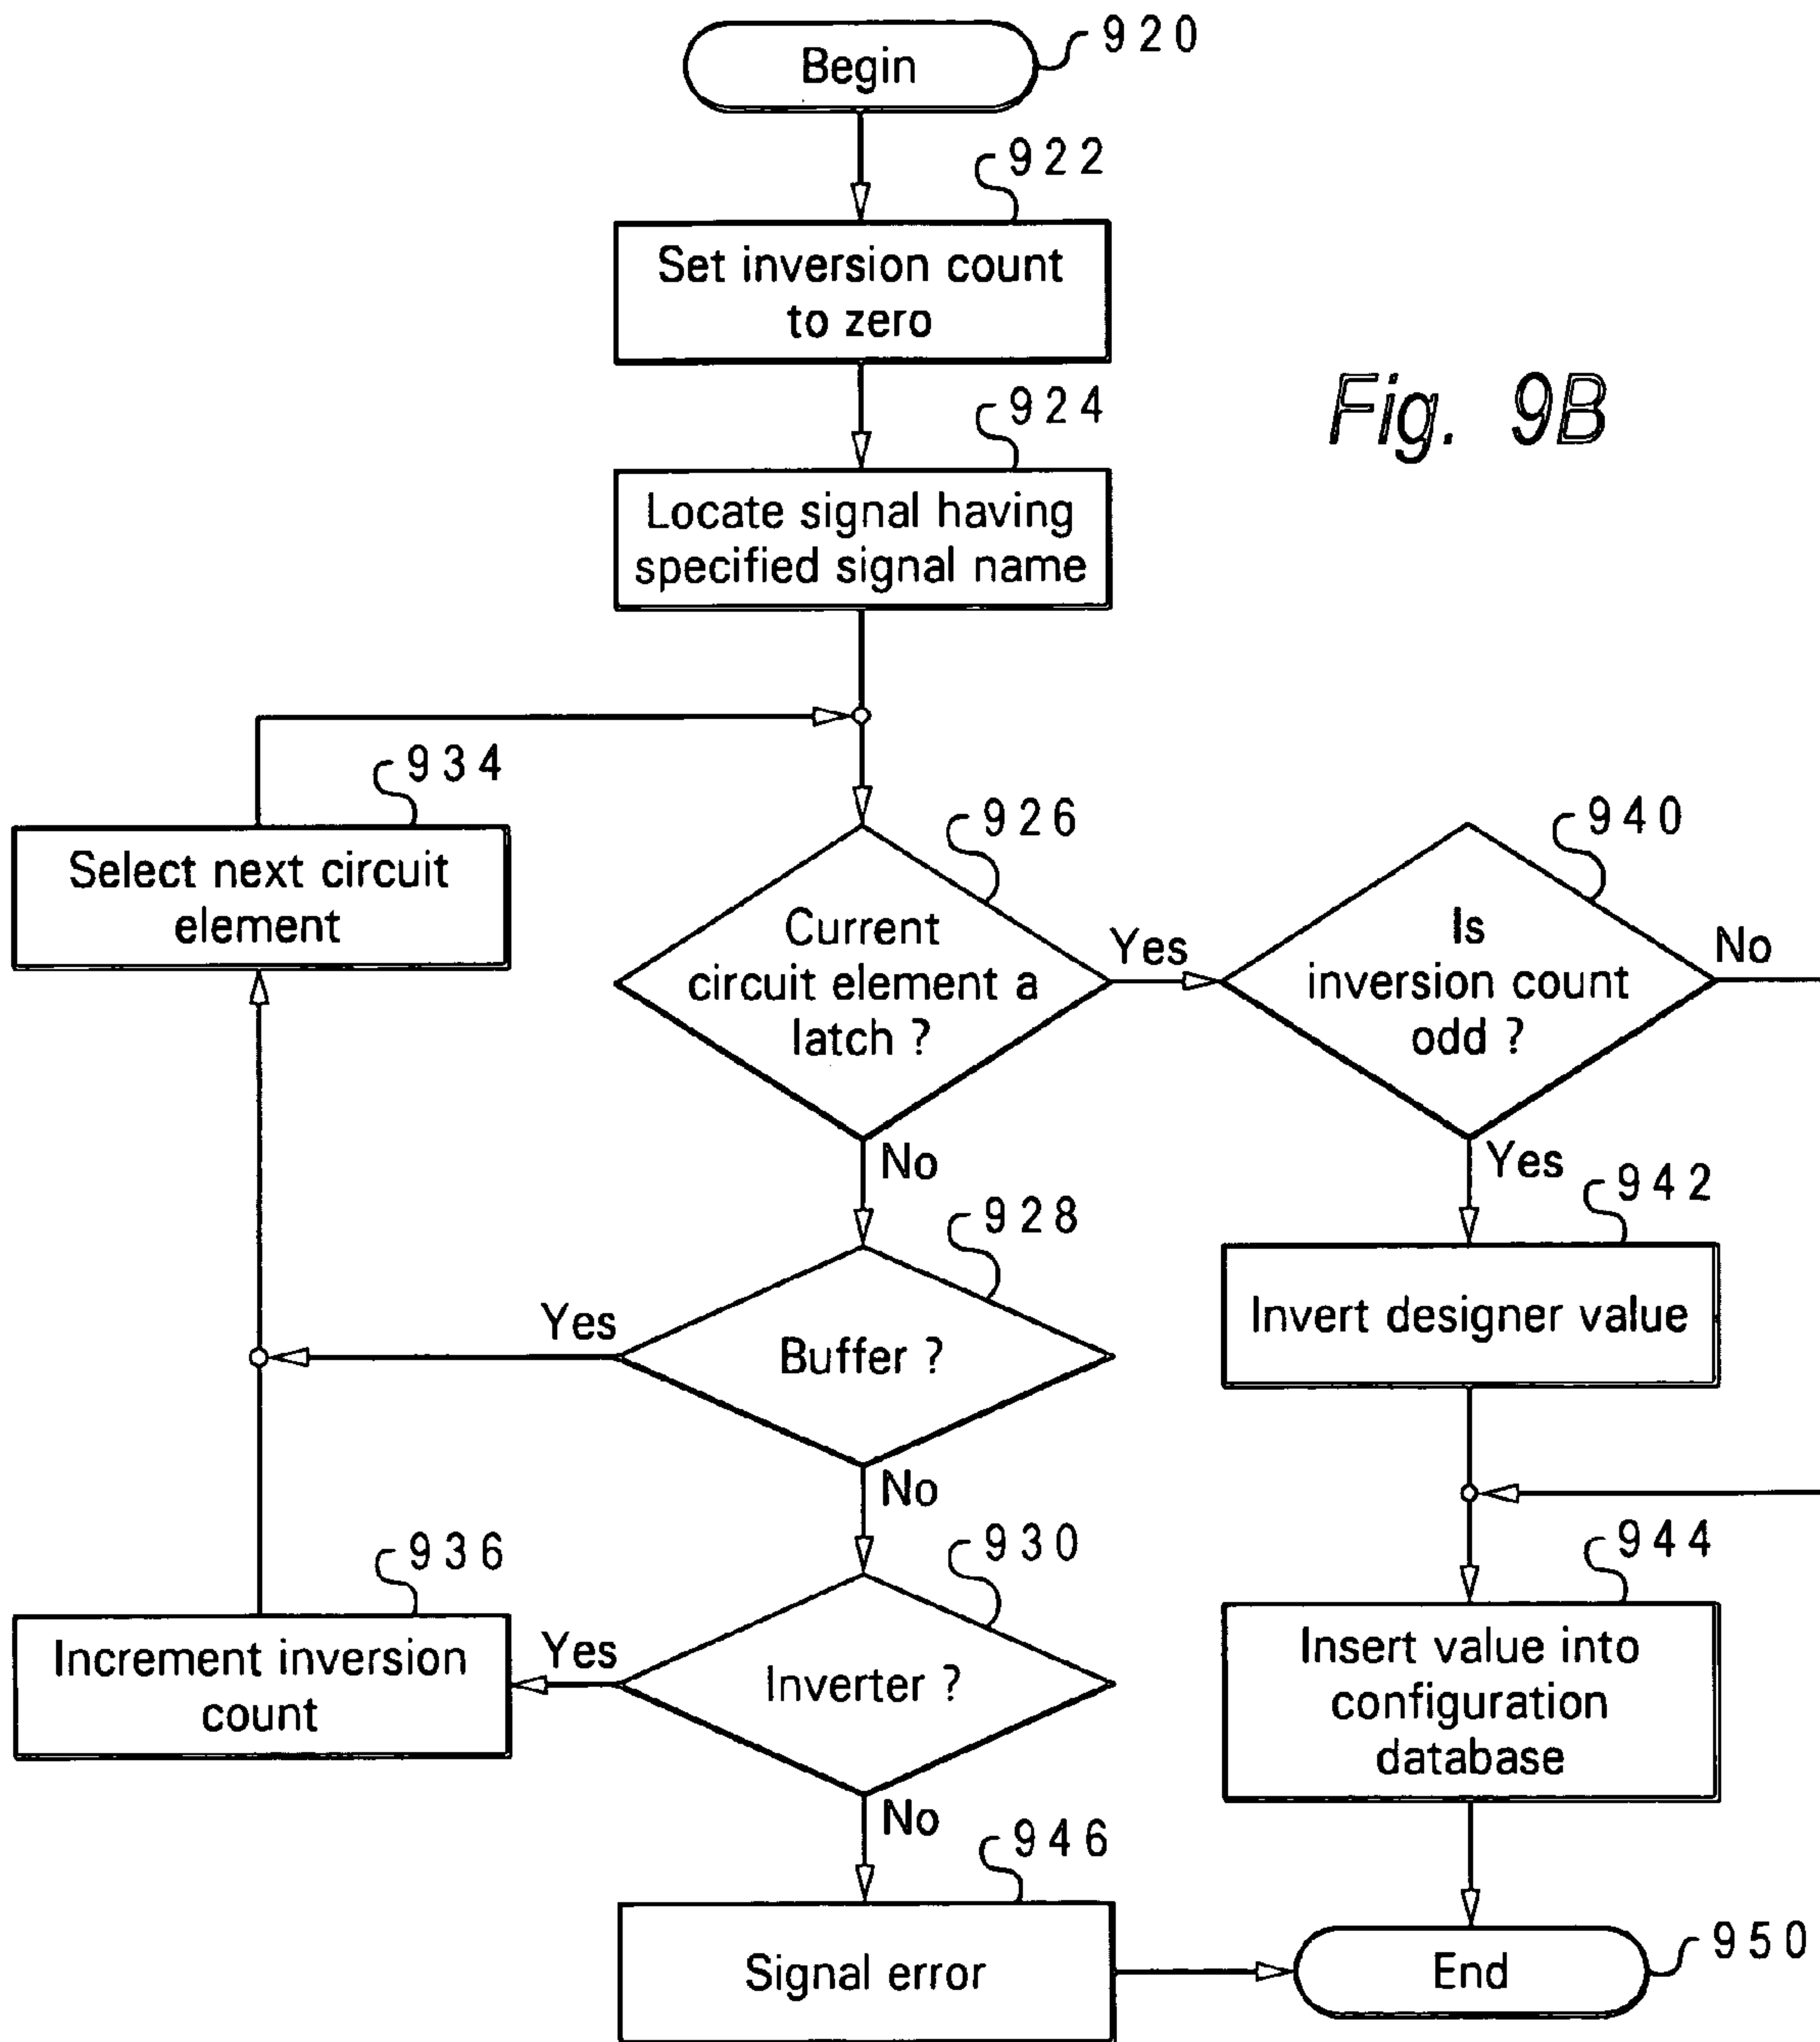 Begin
920
922
Set inversion count
to zero
Fig. 9B
924
Locate signal having
specified signal name
934
Select next circuit
element
926
Current
circuit element a
latch ?
Yes
No
940
Is
inversion count
odd ?
No
Yes
942
Invert designer value
928
Buffer ?
Yes
No
930
Inverter ?
Yes
No
936
Increment inversion
count
944
Insert value into
configuration
database
946
Signal error
End
950